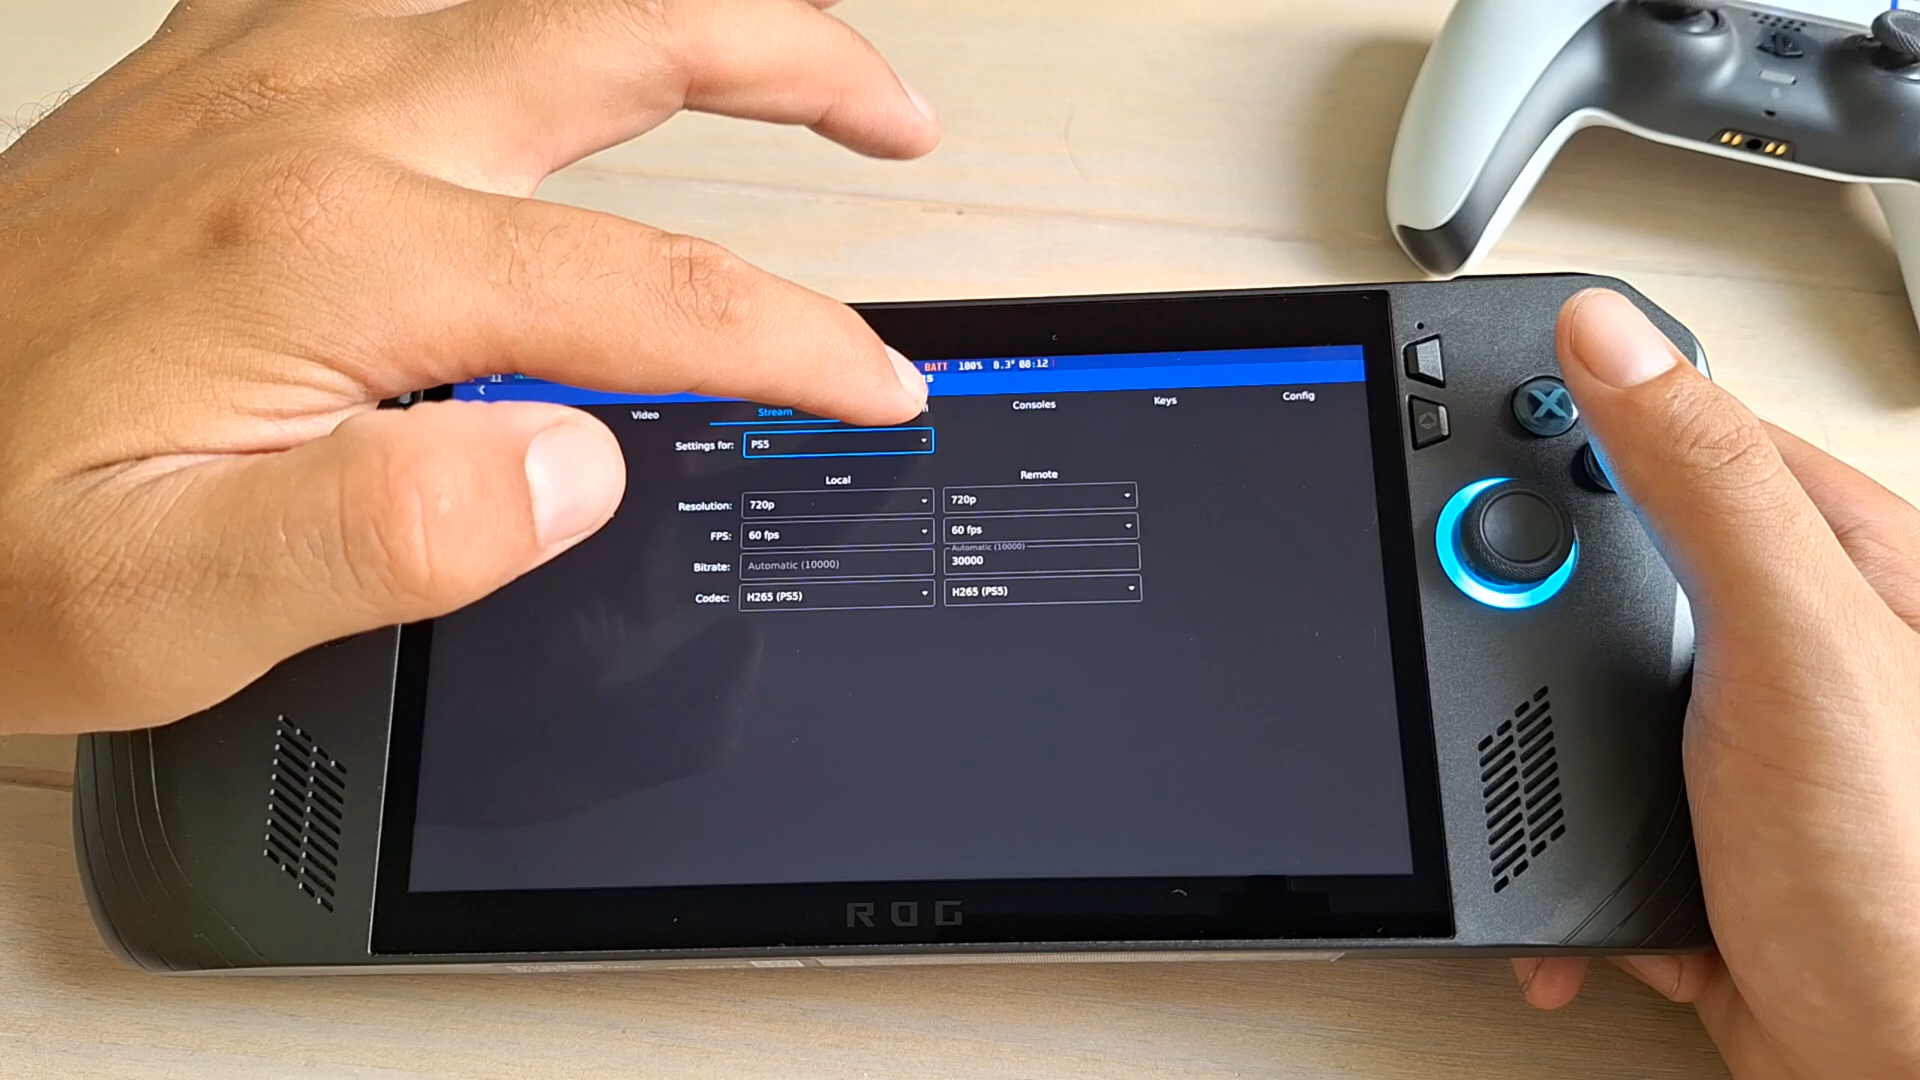 BATT 100% 8.3° 08:12
Video Stream Consoles Keys Config
Settings for: PS5
Local Remote
Resolution: 720p 720p
FPS: 60 fps 60 fps
Automatic (10000)
Bitrate: Automatic (10000) 30000
Codec: H265 (PS5) H265 (PS5)
ROG